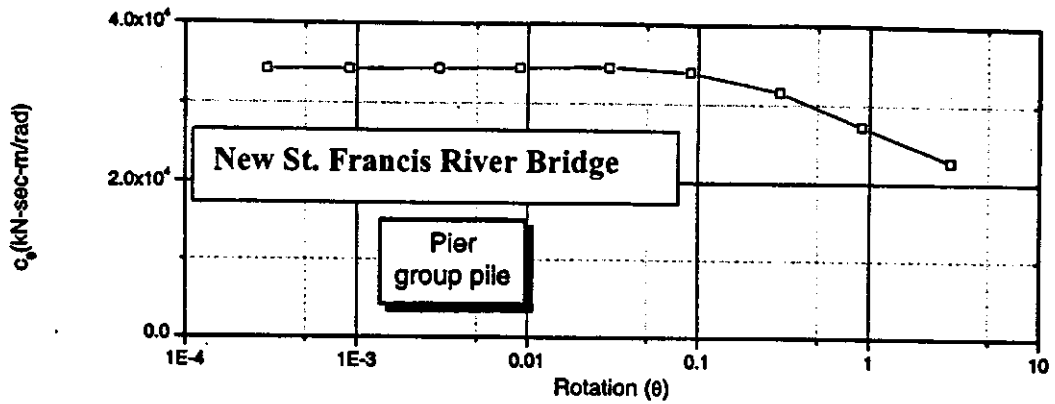 4.0x10⁴
2.0x10⁴
0.0
cθ(kN-sec-m/rad)
New St. Francis River Bridge
Pier
group pile
1E-4
1E-3
0.01
0.1
1
10
Rotation (θ)